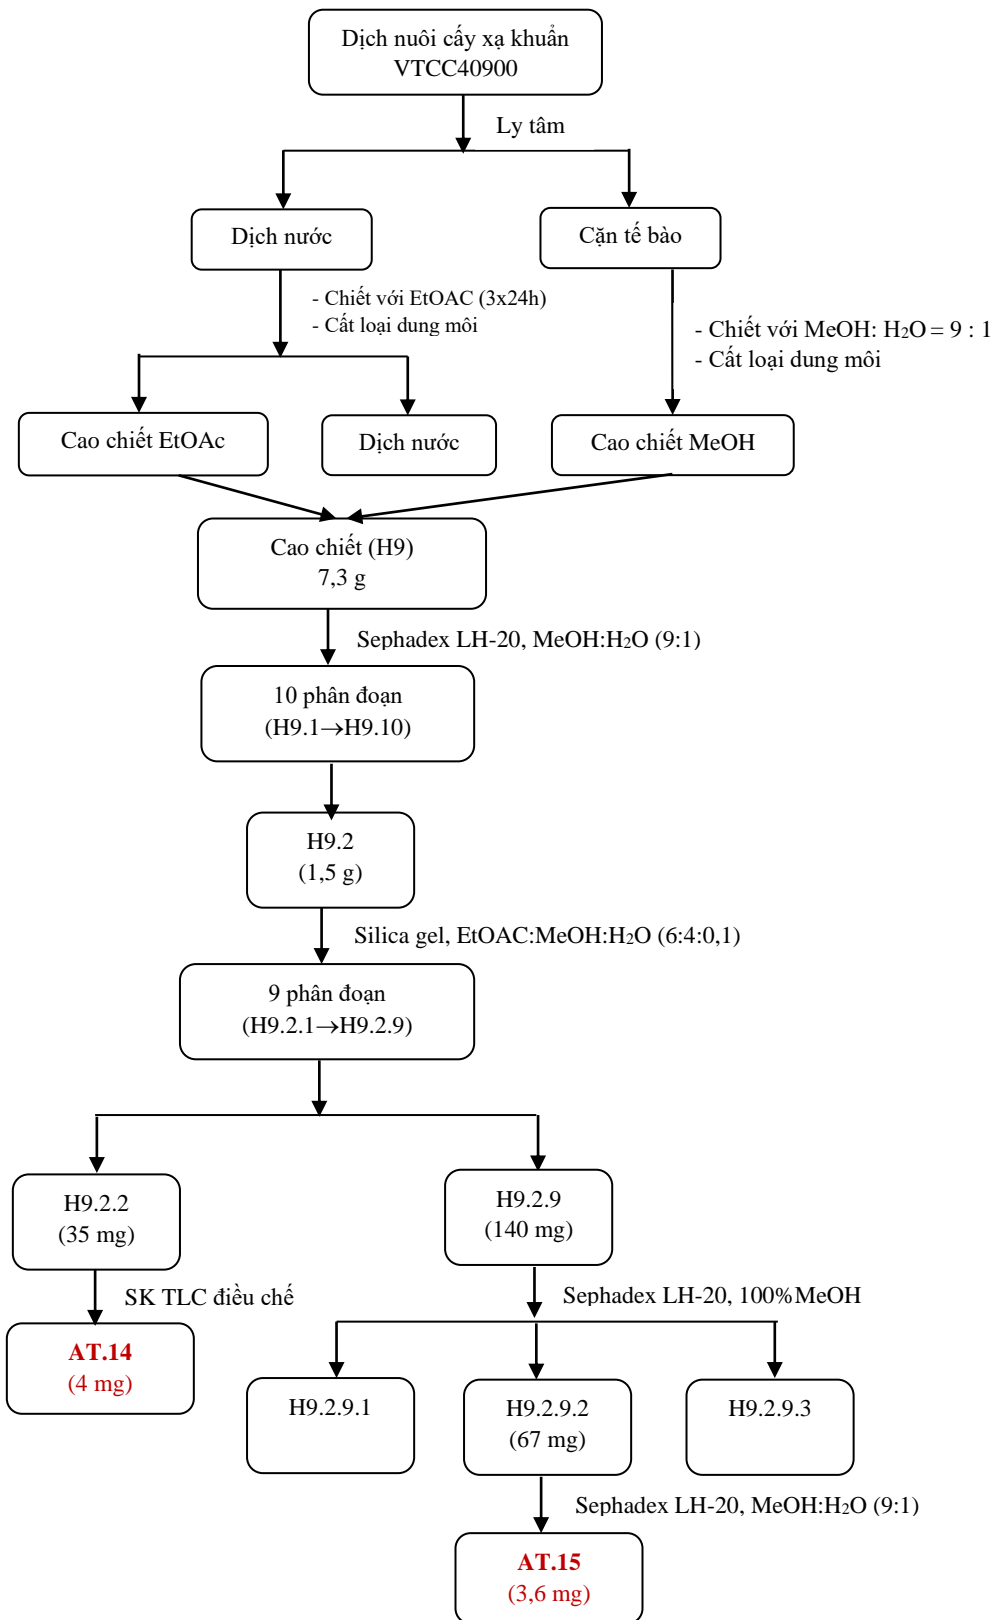 Dịch nuôi cấy xạ khuẩn
VTCC40900
Ly tâm
Dịch nước
Cặn tế bào
- Chiết với EtOAC (3x24h)
- Cất loại dung môi
- Chiết với MeOH: H₂O = 9 : 1
- Cất loại dung môi
Cao chiết EtOAc
Dịch nước
Cao chiết MeOH
Cao chiết (H9)
7,3 g
Sephadex LH-20, MeOH:H₂O (9:1)
10 phân đoạn
(H9.1→H9.10)
H9.2
(1,5 g)
Silica gel, EtOAC:MeOH:H₂O (6:4:0,1)
9 phân đoạn
(H9.2.1→H9.2.9)
H9.2.2
(35 mg)
H9.2.9
(140 mg)
SK TLC điều chế
Sephadex LH-20, 100%MeOH
AT.14
(4 mg)
H9.2.9.1
H9.2.9.2
(67 mg)
H9.2.9.3
Sephadex LH-20, MeOH:H₂O (9:1)
AT.15
(3,6 mg)